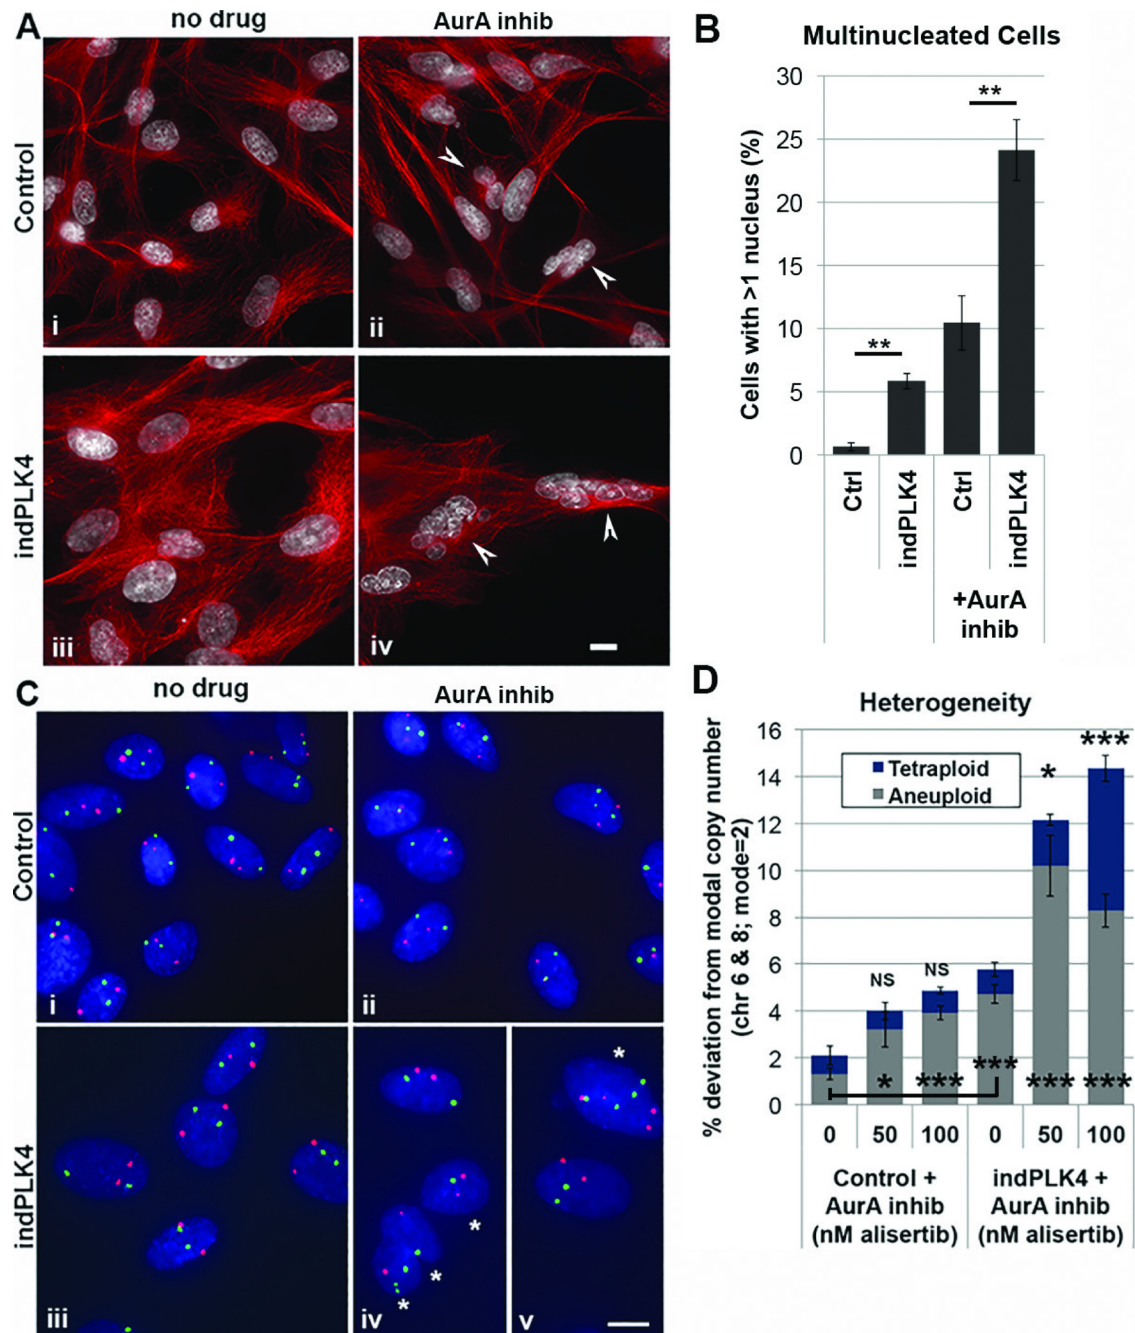 A
no drug
AurA inhib
Control
i
ii
indPLK4
iii
iv
B
Multinucleated Cells
Cells with >1 nucleus (%)
30
25
20
15
10
5
0
**
**
Ctrl
indPLK4
Ctrl
indPLK4
+AurA
inhib
C
no drug
AurA inhib
Control
i
ii
indPLK4
iii
iv
v
*
*
*
*
D
Heterogeneity
% deviation from modal copy number
(chr 6 & 8; mode=2)
16
14
12
10
8
6
4
2
0
Tetraploid
Aneuploid
NS
NS
*
***
*
***
***
***
***
0
50
100
0
50
100
Control +
AurA inhib
(nM alisertib)
indPLK4 +
AurA inhib
(nM alisertib)